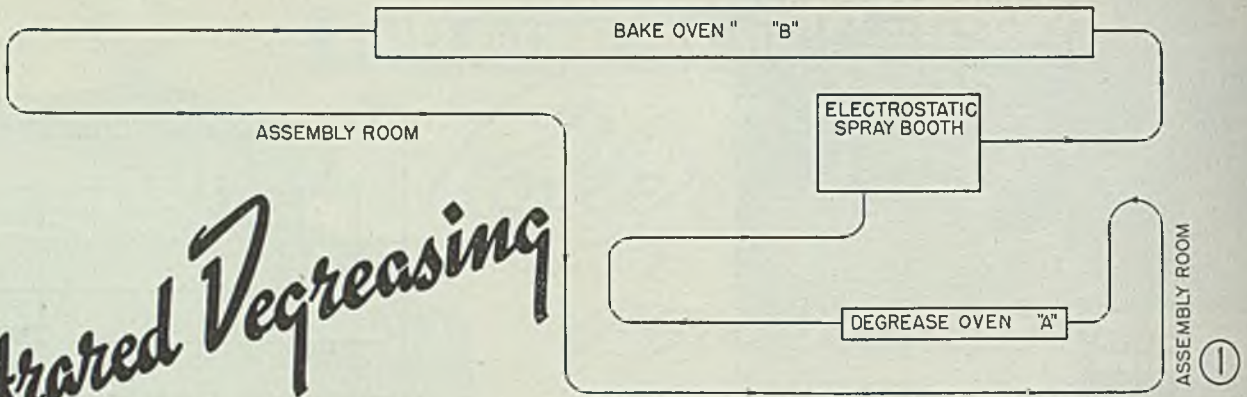 BAKE OVEN " "B"
ELECTROSTATIC
SPRAY BOOTH
ASSEMBLY ROOM
Degreasing
DEGREASE OVEN "A"
ASSEMBLY ROOM
1